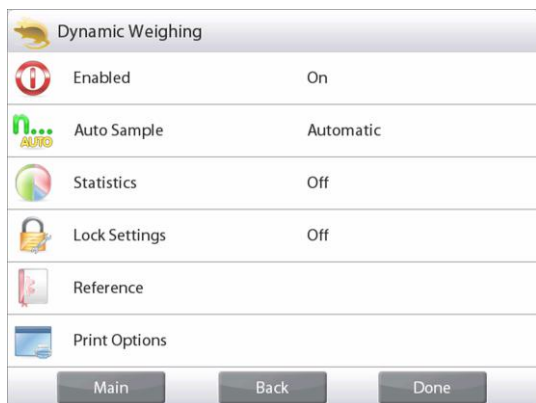 Dynamic Weighing
Enabled On
n... AUTO Auto Sample Automatic
Statistics Off
Lock Settings Off
Reference
Print Options
Main Back Done